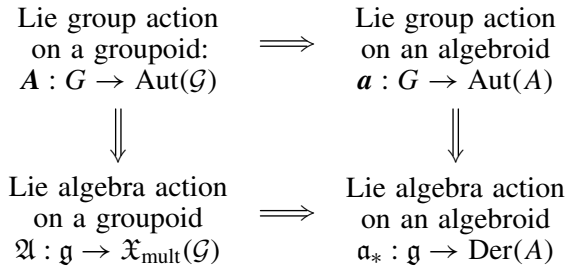 Lie group action
on a groupoid:
𝑨 : G → Aut(𝒢)
⟹
Lie group action
on an algebroid
𝒂 : G → Aut(A)
⇓
⇓
Lie algebra action
on a groupoid
𝔄 : 𝔤 → 𝔛mult(𝒢)
⟹
Lie algebra action
on an algebroid
𝔞∗ : 𝔤 → Der(A)